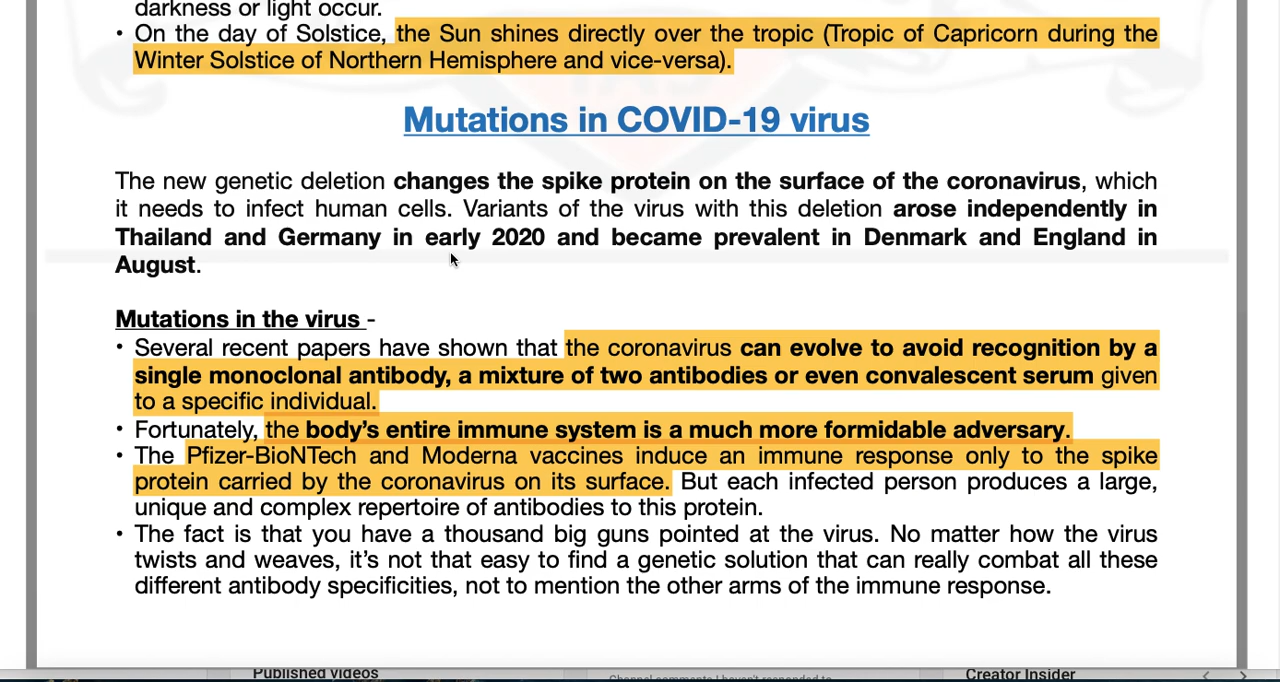 darkness or light occur.
• On the day of Solstice, the Sun shines directly over the tropic (Tropic of Capricorn during the
Winter Solstice of Northern Hemisphere and vice-versa).
Mutations in COVID-19 virus
The new genetic deletion changes the spike protein on the surface of the coronavirus, which
it needs to infect human cells. Variants of the virus with this deletion arose independently in
Thailand and Germany in early 2020 and became prevalent in Denmark and England in
August.
Mutations in the virus -
• Several recent papers have shown that the coronavirus can evolve to avoid recognition by a
single monoclonal antibody, a mixture of two antibodies or even convalescent serum given
to a specific individual.
• Fortunately, the body’s entire immune system is a much more formidable adversary.
• The Pfizer-BioNTech and Moderna vaccines induce an immune response only to the spike
protein carried by the coronavirus on its surface. But each infected person produces a large,
unique and complex repertoire of antibodies to this protein.
• The fact is that you have a thousand big guns pointed at the virus. No matter how the virus
twists and weaves, it’s not that easy to find a genetic solution that can really combat all these
different antibody specificities, not to mention the other arms of the immune response.
Published videos
Channel comments I haven't responded to
Creator Insider